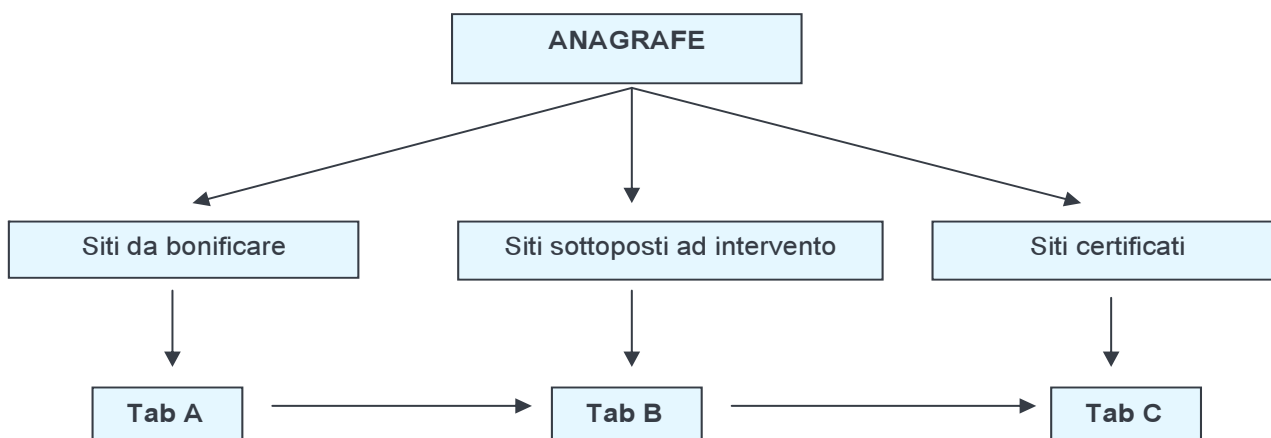 ANAGRAFE
Siti da bonificare
Siti sottoposti ad intervento
Siti certificati
Tab A
Tab B
Tab C